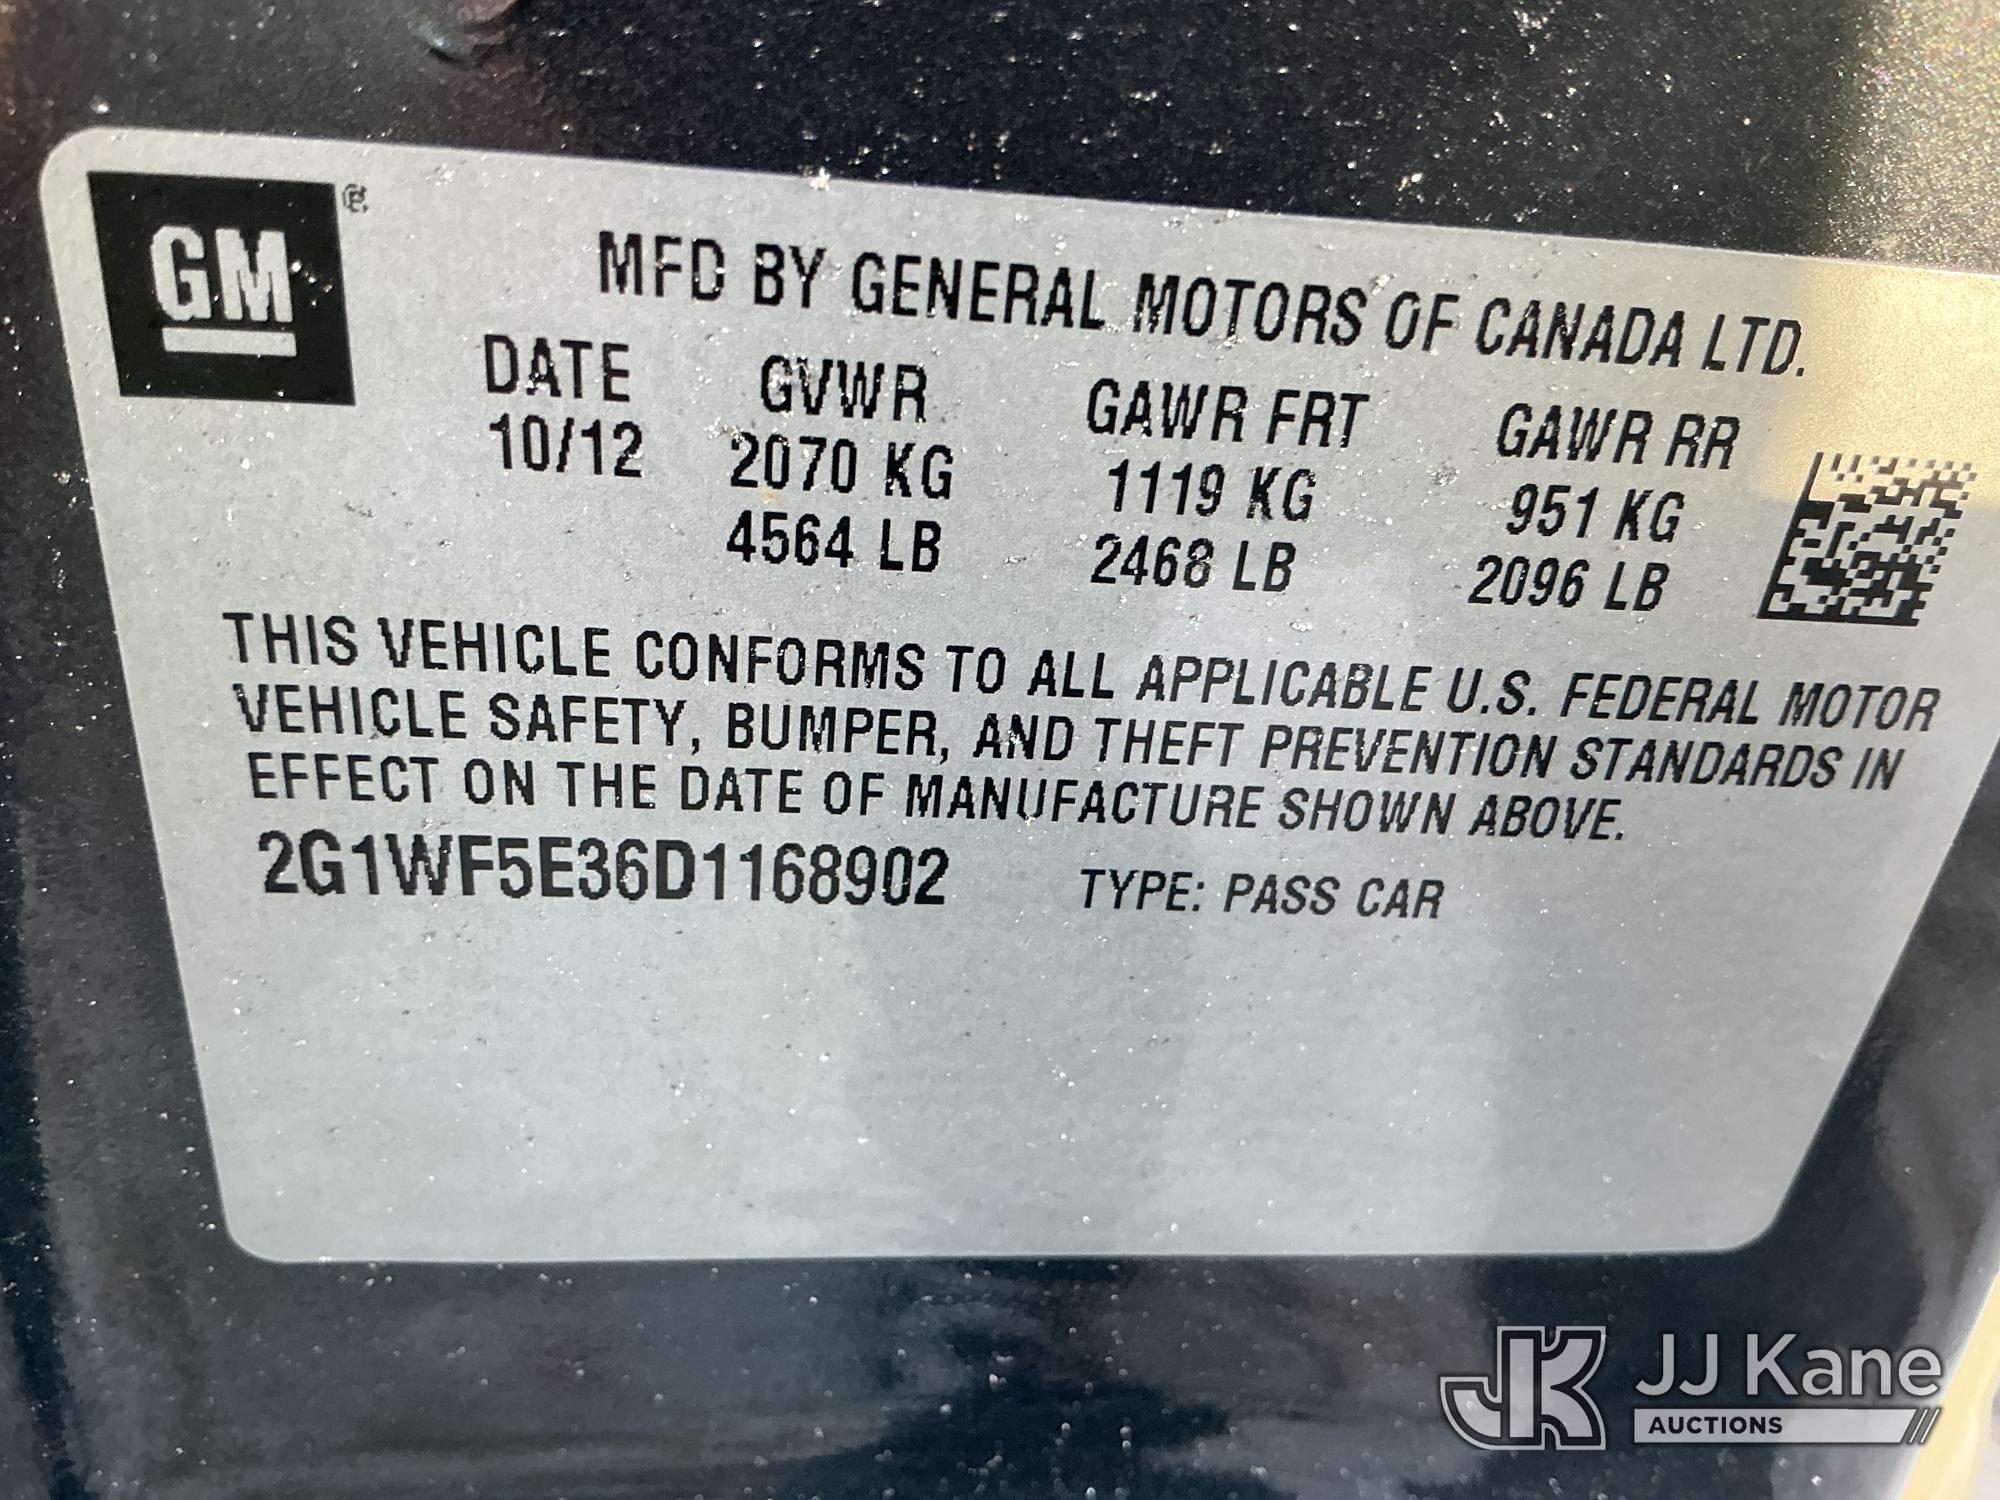 GM
MFD BY GENERAL MOTORS OF CANADA LTD.
DATE GVWR GAWR FRT GAWR RR
10/12 2070 KG 1119 KG 951 KG
4564 LB 2468 LB 2096 LB
THIS VEHICLE CONFORMS TO ALL APPLICABLE U.S. FEDERAL MOTOR
VEHICLE SAFETY, BUMPER, AND THEFT PREVENTION STANDARDS IN
EFFECT ON THE DATE OF MANUFACTURE SHOWN ABOVE.
2G1WF5E36D1168902 TYPE: PASS CAR
JK JJ Kane
AUCTIONS